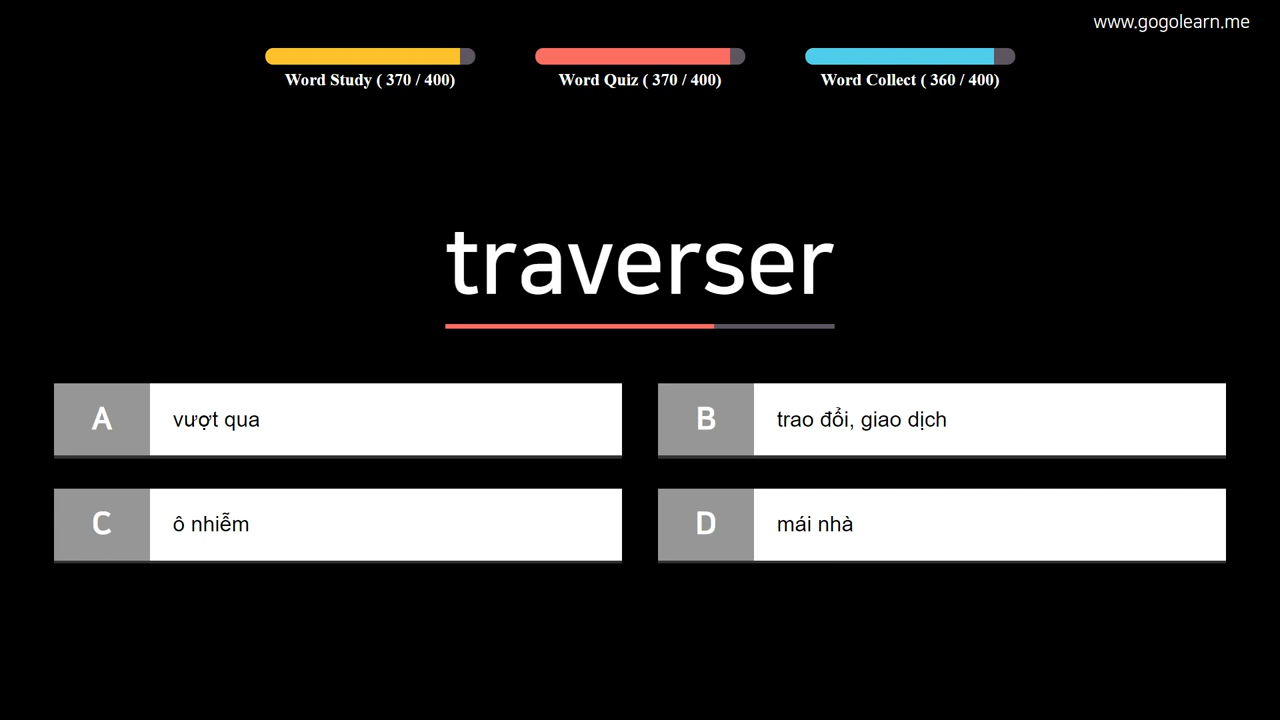 www.gogolearn.me
Word Study ( 370 / 400)
Word Quiz ( 370 / 400)
Word Collect ( 360 / 400)
traverser
A
vượt qua
B
trao đổi, giao dịch
C
ô nhiễm
D
mái nhà